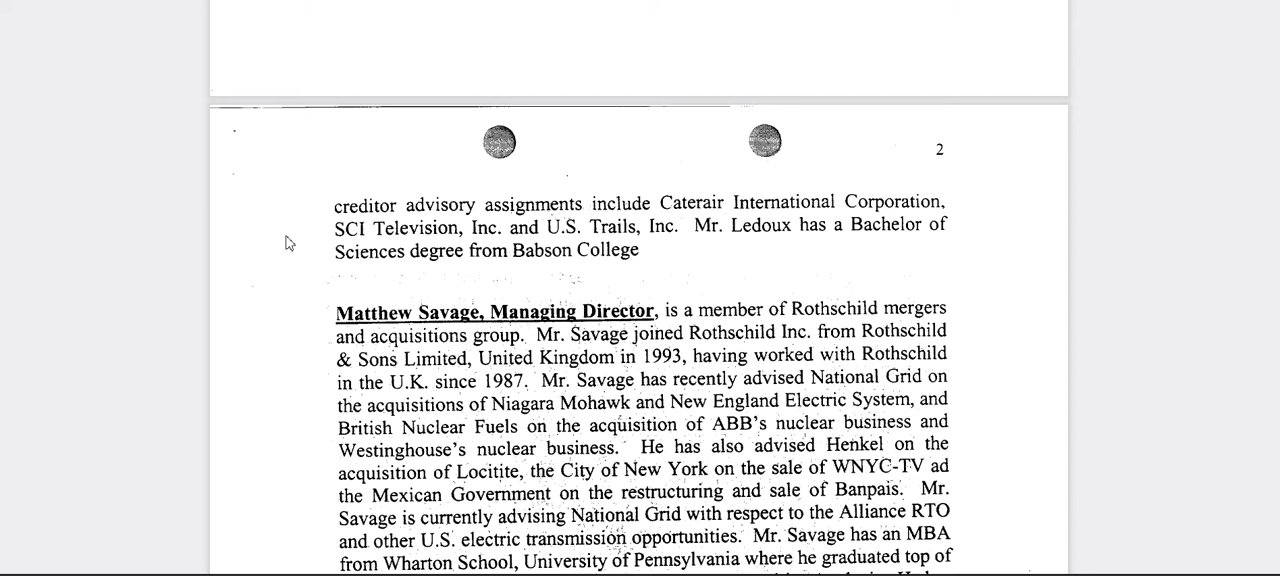 2
creditor advisory assignments include Caterair International Corporation,
SCI Television, Inc. and U.S. Trails, Inc. Mr. Ledoux has a Bachelor of
Sciences degree from Babson College
Matthew Savage, Managing Director, is a member of Rothschild mergers
and acquisitions group. Mr. Savage joined Rothschild Inc. from Rothschild
& Sons Limited, United Kingdom in 1993, having worked with Rothschild
in the U.K. since 1987. Mr. Savage has recently advised National Grid on
the acquisitions of Niagara Mohawk and New England Electric System, and
British Nuclear Fuels on the acquisition of ABB's nuclear business and
Westinghouse's nuclear business. He has also advised Henkel on the
acquisition of Locitite, the City of New York on the sale of WNYC-TV ad
the Mexican Government on the restructuring and sale of Banpais. Mr.
Savage is currently advising National Grid with respect to the Alliance RTO
and other U.S. electric transmission opportunities. Mr. Savage has an MBA
from Wharton School, University of Pennsylvania where he graduated top of